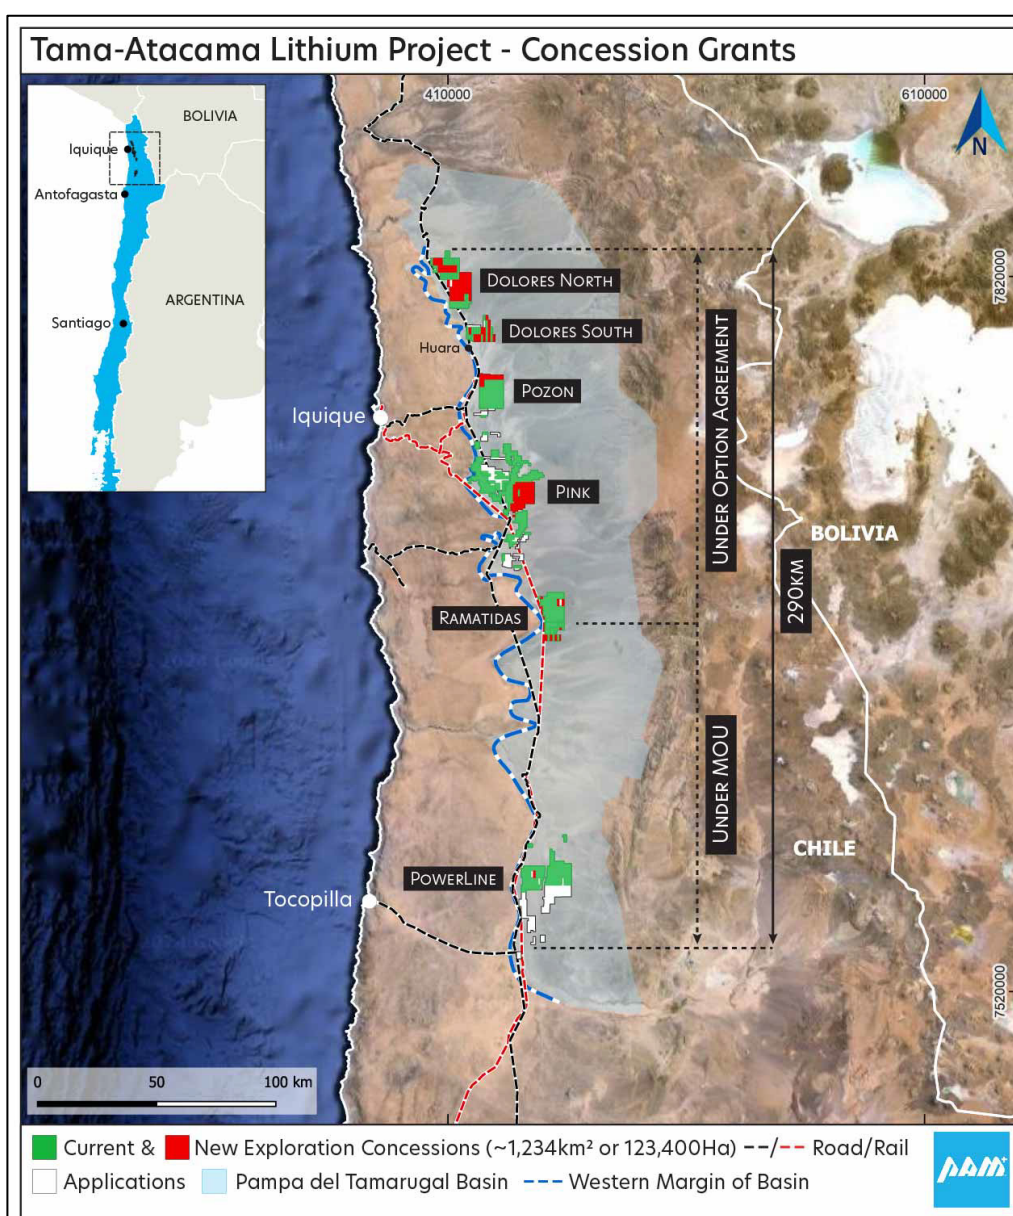 Tama-Atacama Lithium Project - Concession Grants
410000
610000
N
BOLIVIA
Iquique
Antofagasta
ARGENTINA
Santiago
7820000
DOLORES NORTH
DOLORES SOUTH
Huara
POZON
Iquique
PINK
UNDER OPTION AGREEMENT
BOLIVIA
290KM
RAMATIDAS
UNDER MOU
CHILE
POWERLINE
Tocopilla
7520000
0 50 100 km
Current & New Exploration Concessions (~1,234km² or 123,400Ha) Road/Rail
Applications Pampa del Tamarugal Basin Western Margin of Basin
PAM+